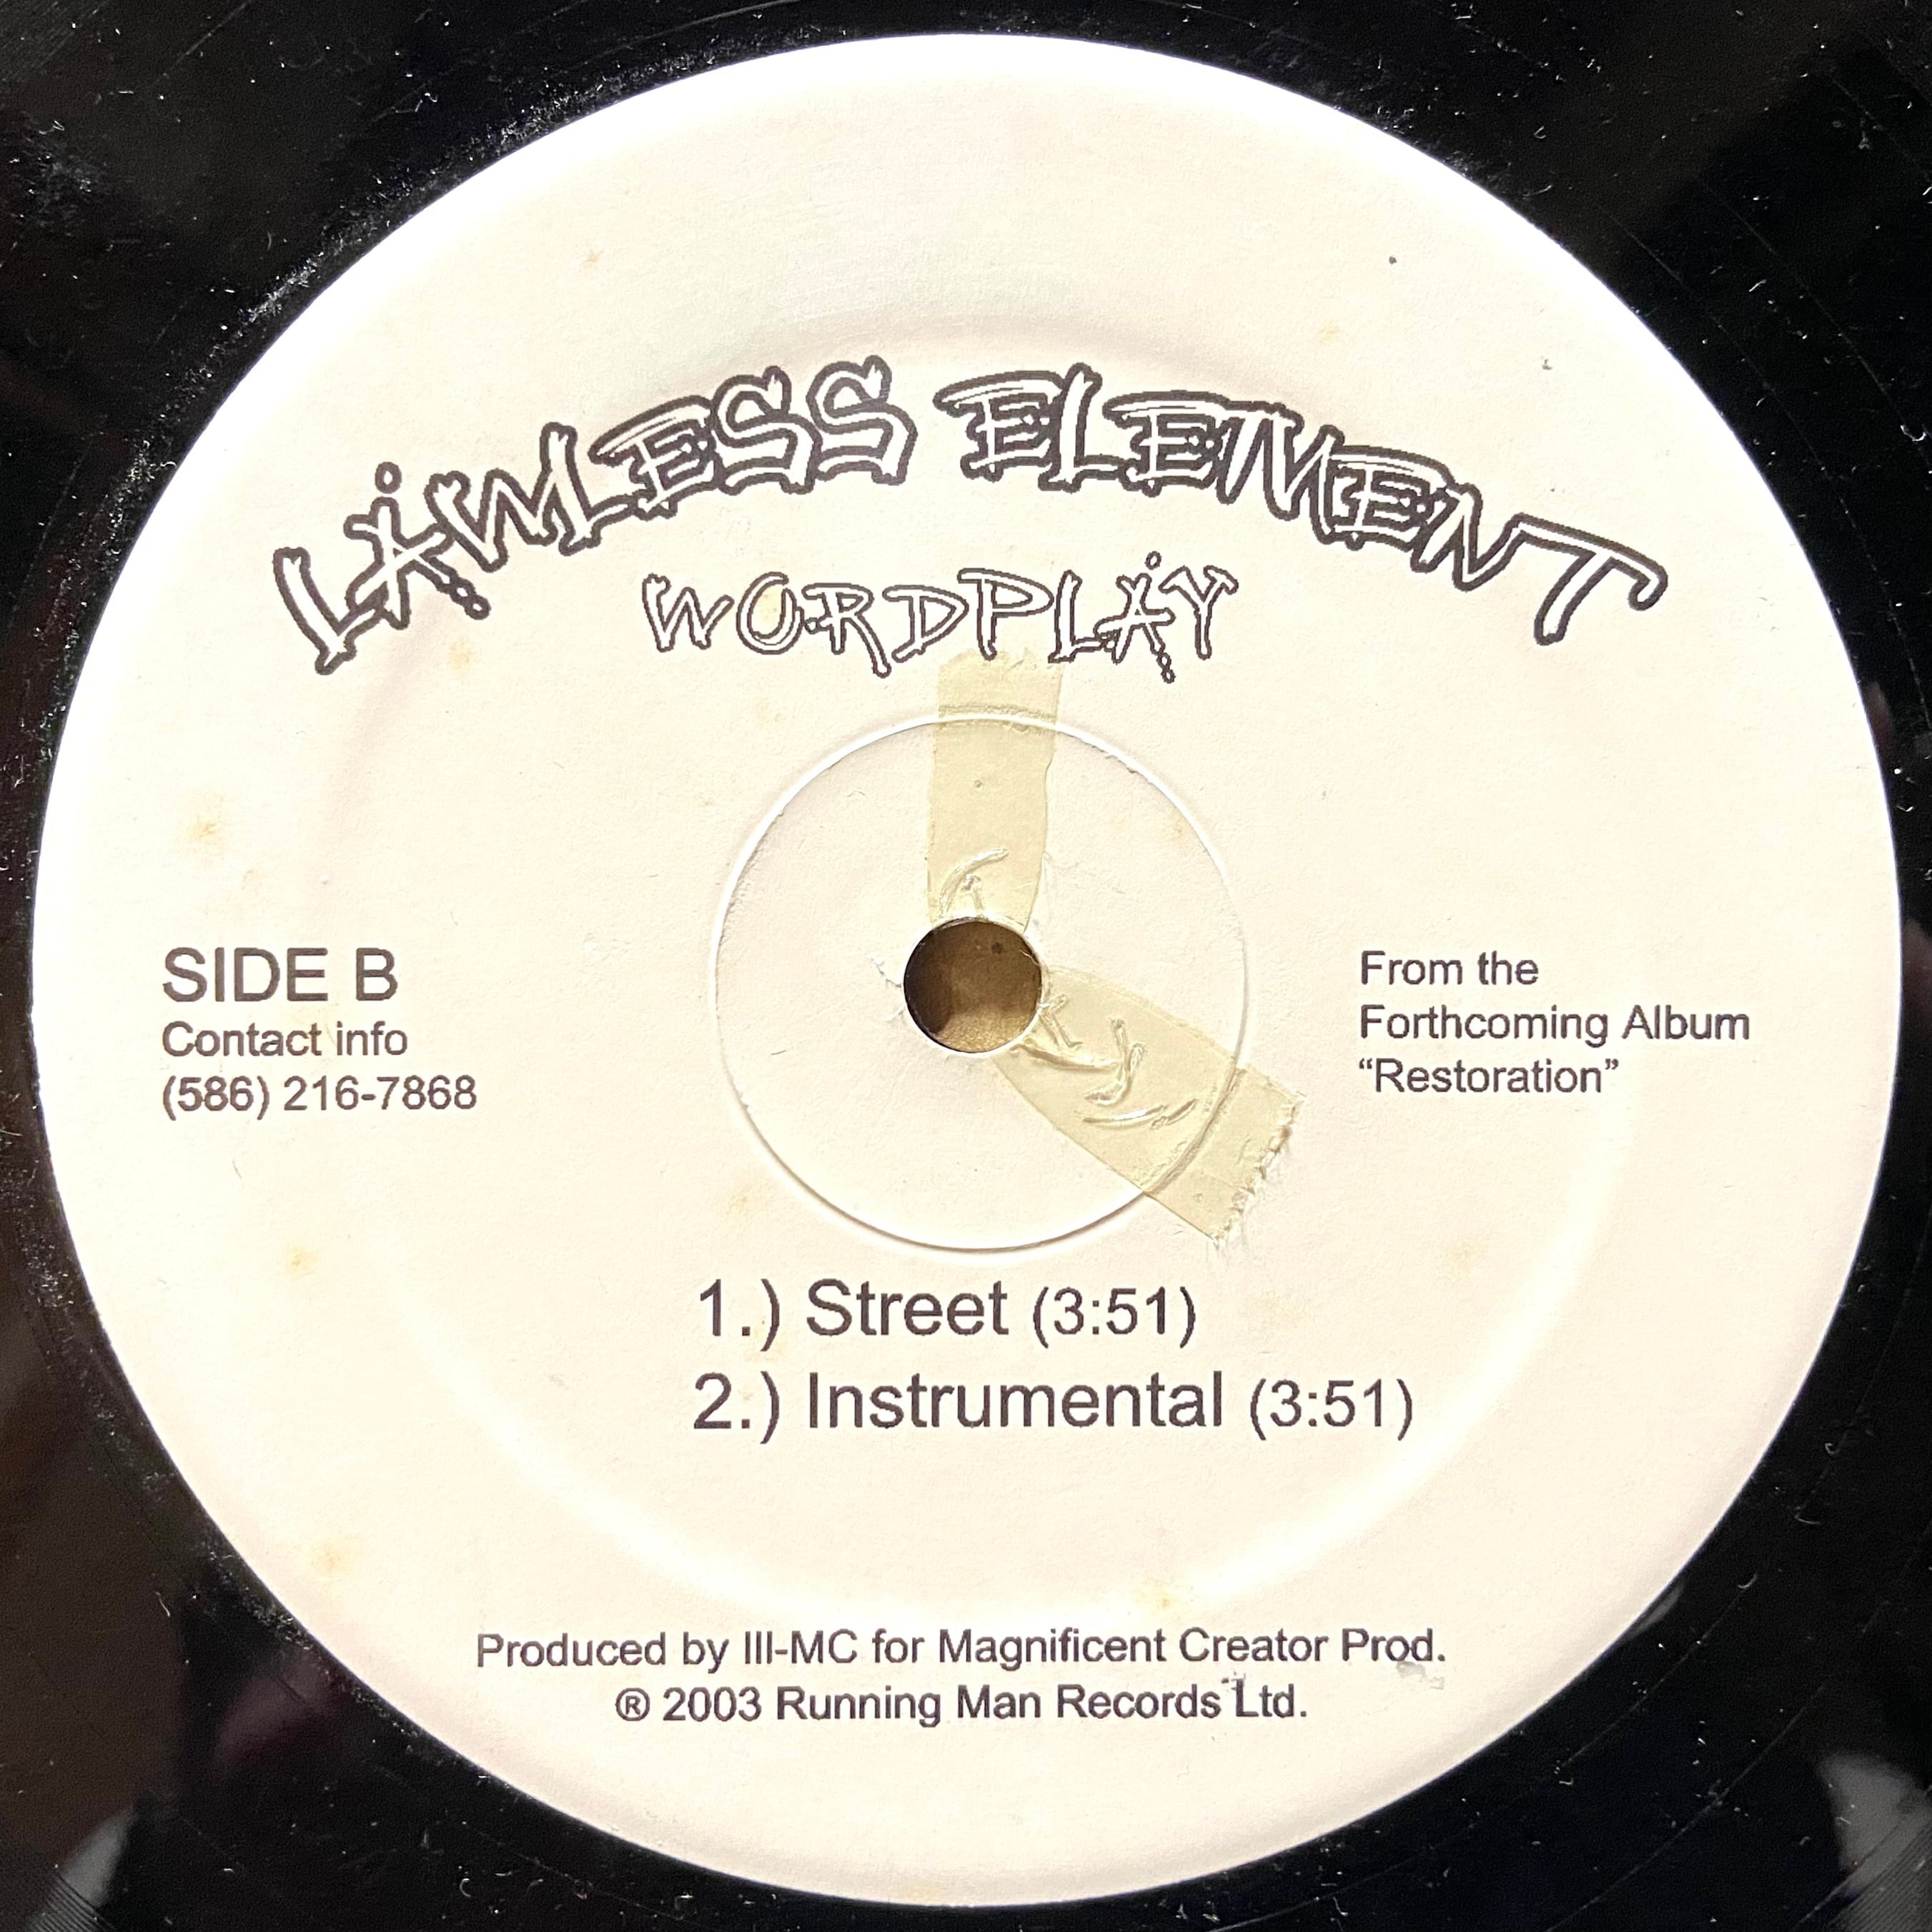 LAWLESS ELEMENT
WORDPLAY
SIDE B
Contact info
(586) 216-7868
From the
Forthcoming Album
“Restoration”
1.) Street (3:51)
2.) Instrumental (3:51)
Produced by Ill-MC for Magnificent Creator Prod.
® 2003 Running Man Records Ltd.